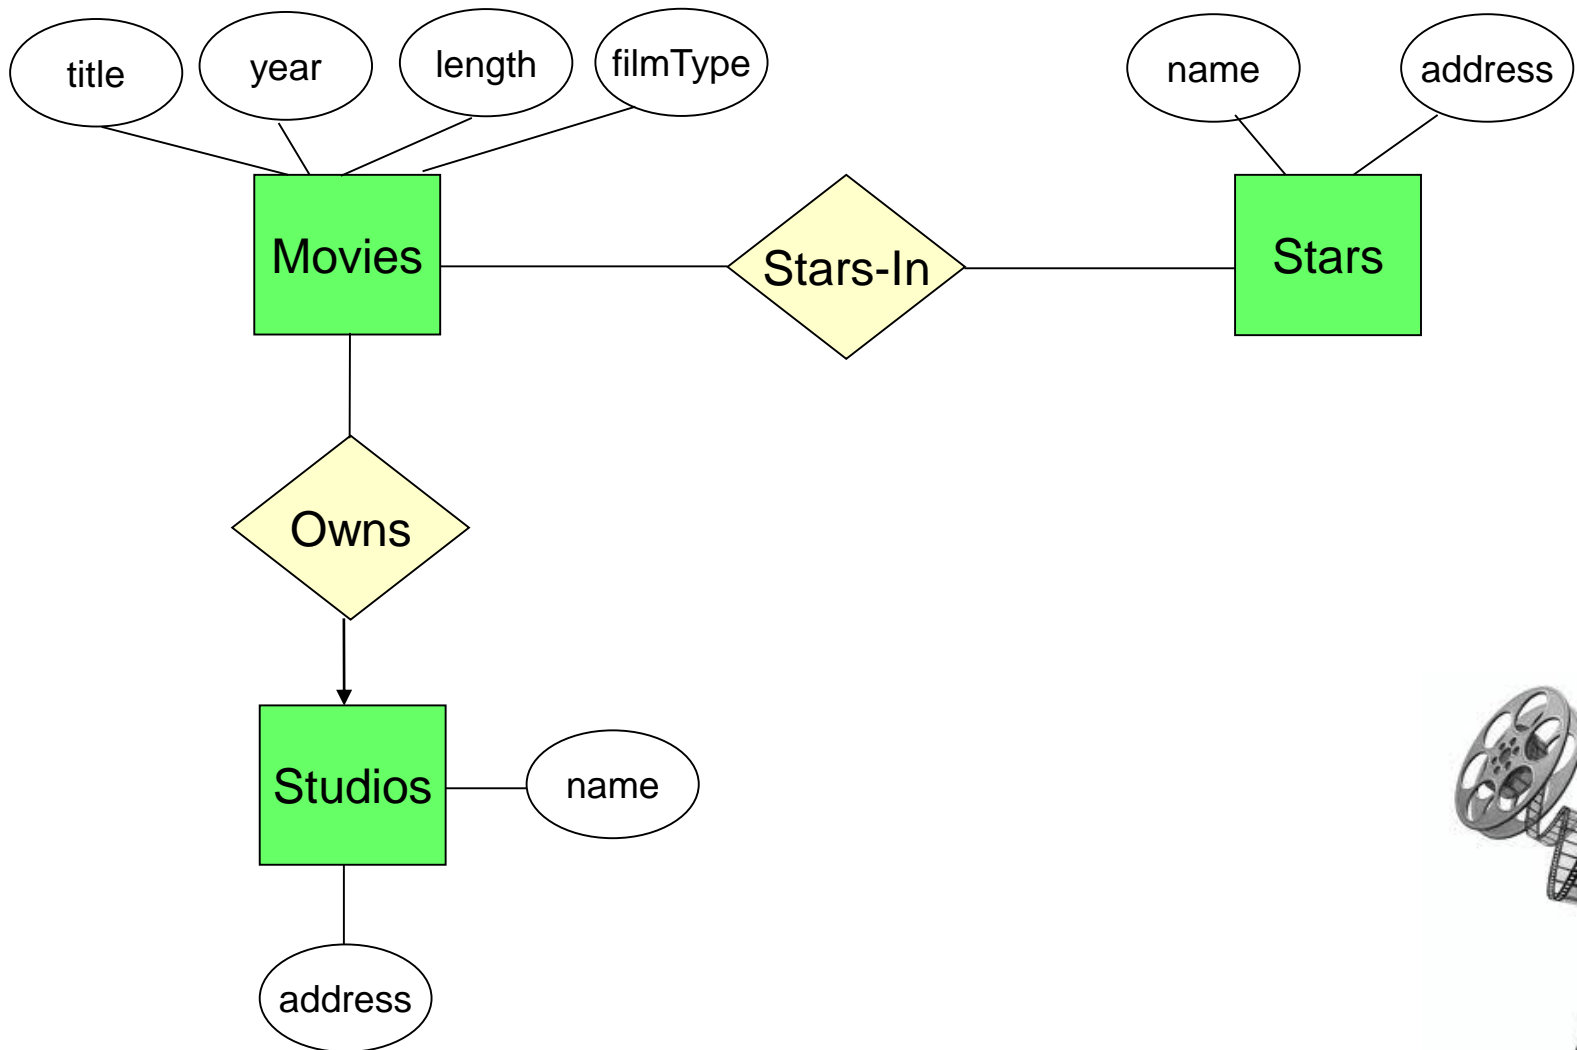 title
year
length
filmType
name
address
Movies
Stars-In
Stars
Owns
Studios
name
address